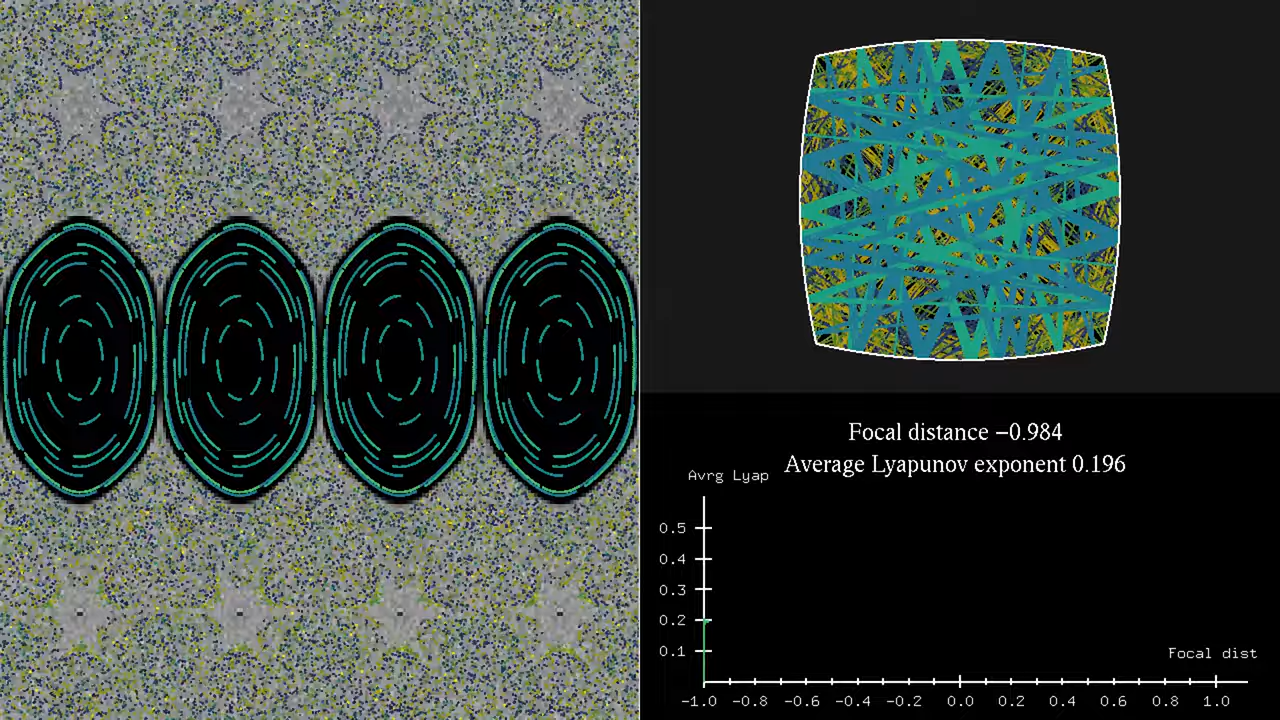 Focal distance −0.984
Average Lyapunov exponent 0.196
Avrg Lyap
0.5
0.4
0.3
0.2
0.1
Focal dist
-1.0 -0.8 -0.6 -0.4 -0.2 0.0 0.2 0.4 0.6 0.8 1.0